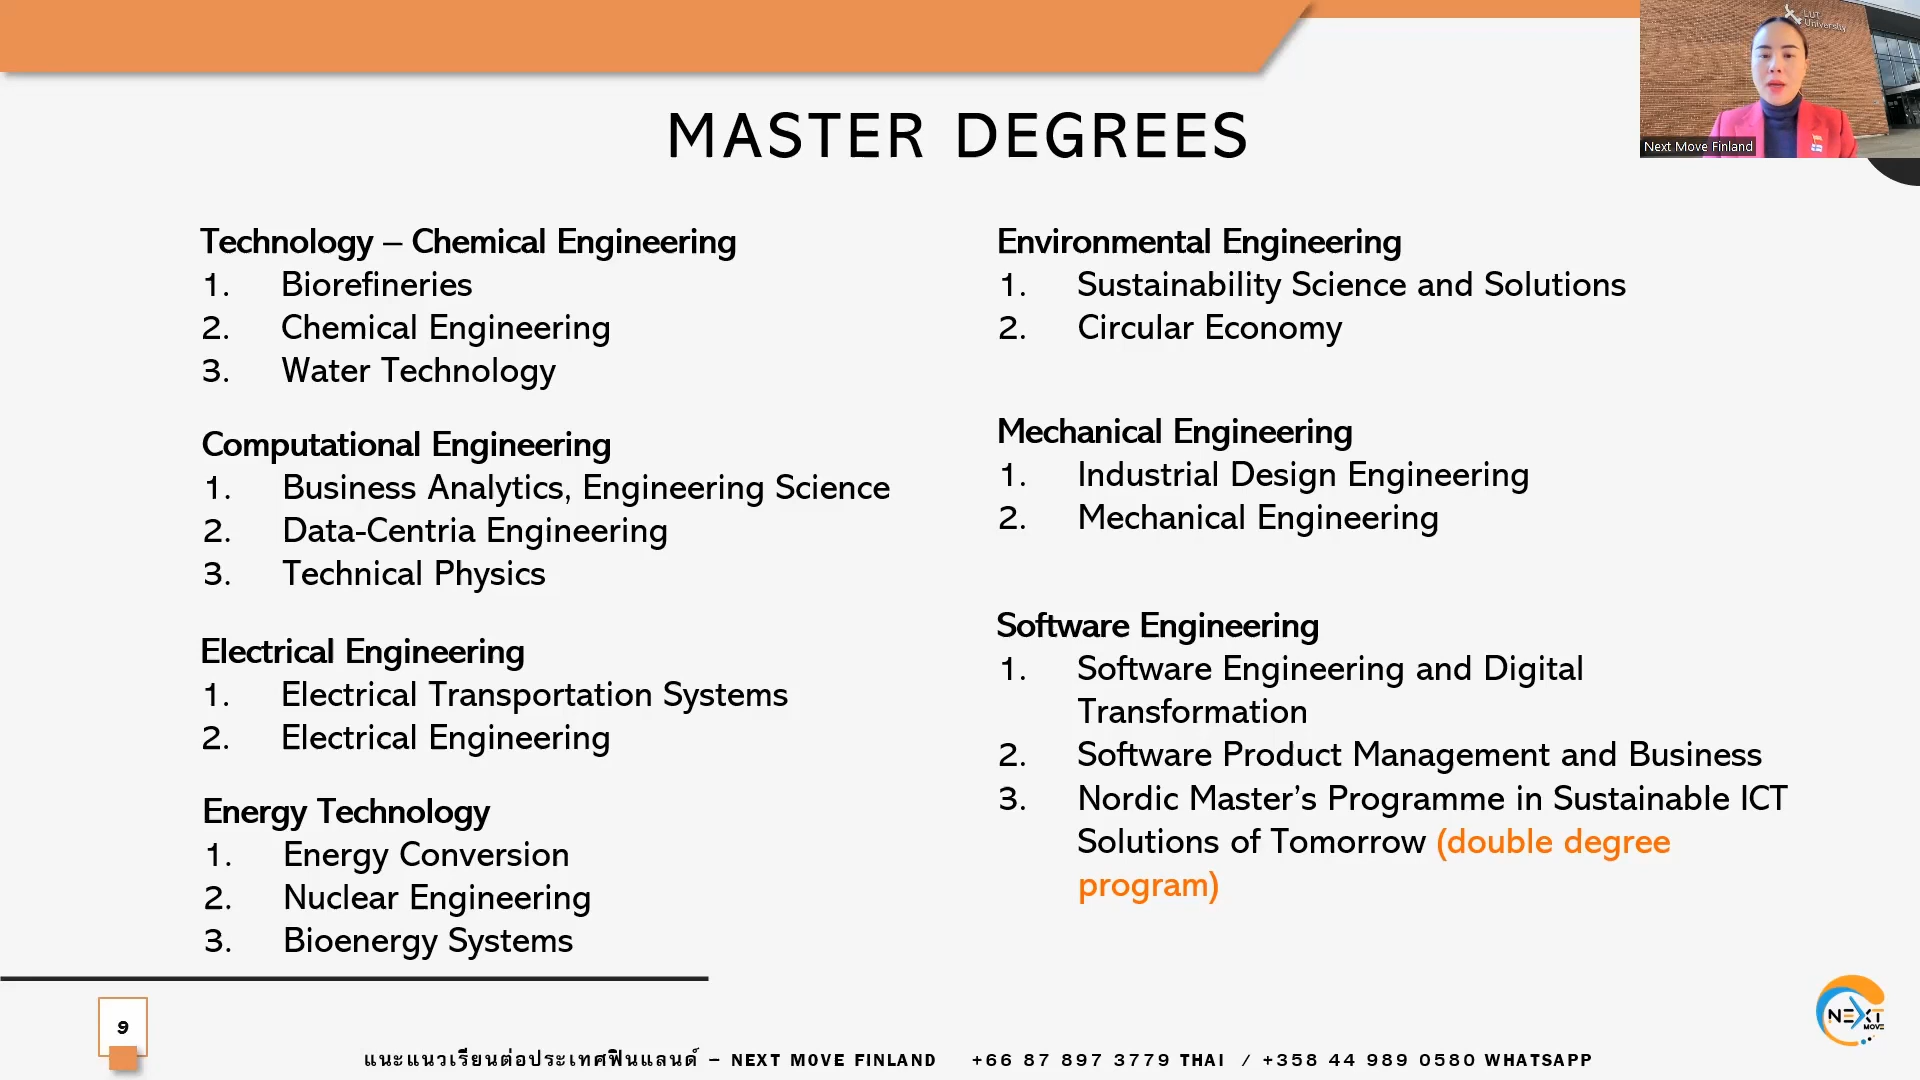 LUT
University
Next Move Finland
MASTER DEGREES
Technology – Chemical Engineering
1. Biorefineries
2. Chemical Engineering
3. Water Technology
Computational Engineering
1. Business Analytics, Engineering Science
2. Data-Centria Engineering
3. Technical Physics
Electrical Engineering
1. Electrical Transportation Systems
2. Electrical Engineering
Energy Technology
1. Energy Conversion
2. Nuclear Engineering
3. Bioenergy Systems
Environmental Engineering
1. Sustainability Science and Solutions
2. Circular Economy
Mechanical Engineering
1. Industrial Design Engineering
2. Mechanical Engineering
Software Engineering
1. Software Engineering and Digital
Transformation
2. Software Product Management and Business
3. Nordic Master’s Programme in Sustainable ICT
Solutions of Tomorrow (double degree
program)
9
แนะแนวเรียนต่อประเทศฟินแลนด์ – NEXT MOVE FINLAND +66 87 897 3779 THAI / +358 44 989 0580 WHATSAPP
NEXT
MOVE